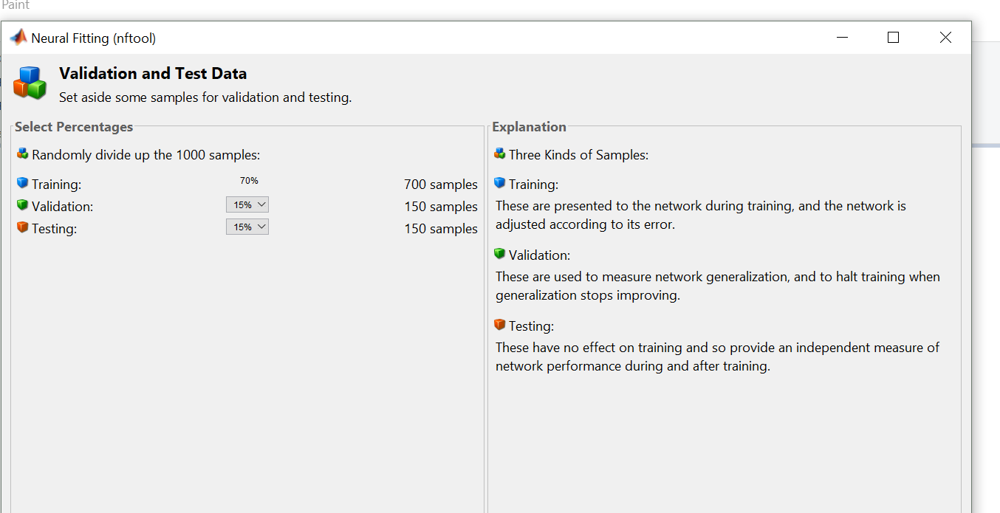 Paint
Neural Fitting (nftool)
Validation and Test Data
Set aside some samples for validation and testing.
Select Percentages
Randomly divide up the 1000 samples:
Training: 70% 700 samples
Validation: 15% 150 samples
Testing: 15% 150 samples
Explanation
Three Kinds of Samples:
Training:
These are presented to the network during training, and the network is
adjusted according to its error.
Validation:
These are used to measure network generalization, and to halt training when
generalization stops improving.
Testing:
These have no effect on training and so provide an independent measure of
network performance during and after training.